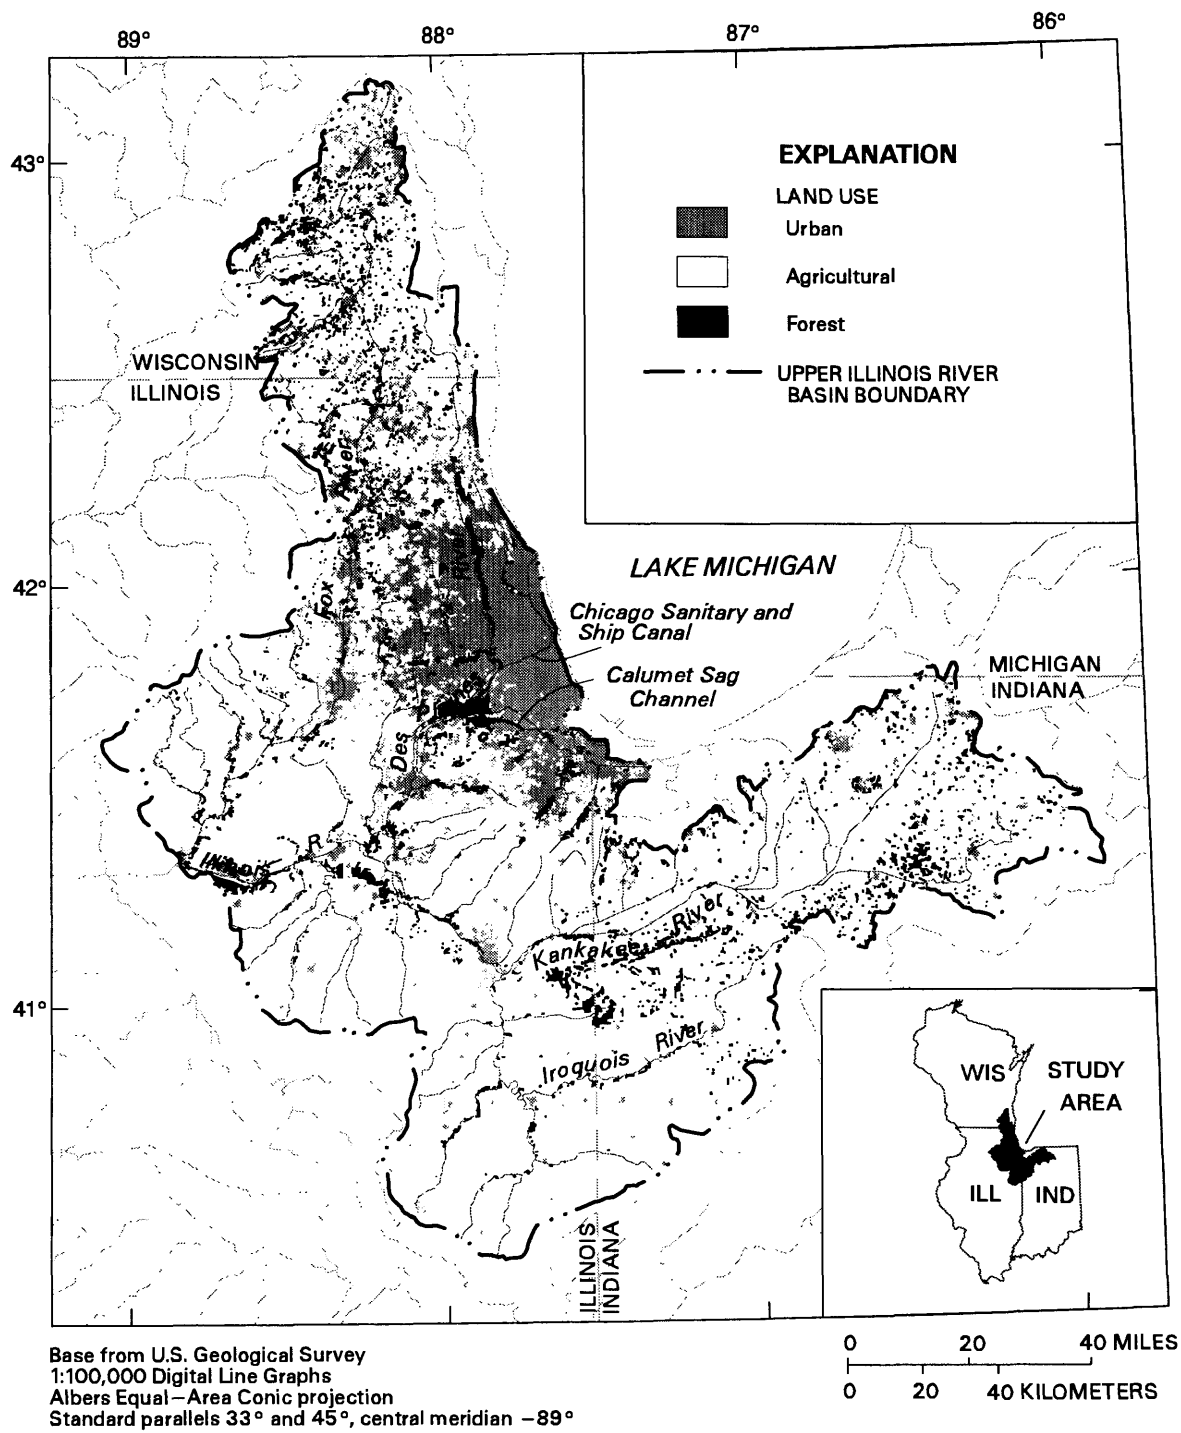 89° 88° 87° 86°
43°
EXPLANATION
LAND USE
Urban
Agricultural
Forest
UPPER ILLINOIS RIVER
BASIN BOUNDARY
WISCONSIN
ILLINOIS
River
River
42°
Fox
LAKE MICHIGAN
Chicago Sanitary and
Ship Canal
Calumet Sag
Channel
MICHIGAN
INDIANA
Des
Illinois R
Kankakee River
41°
Iroquois River
ILLINOIS
INDIANA
WIS
STUDY
AREA
ILL
IND
0 20 40 MILES
0 20 40 KILOMETERS
Base from U.S. Geological Survey
1:100,000 Digital Line Graphs
Albers Equal–Area Conic projection
Standard parallels 33° and 45°, central meridian –89°